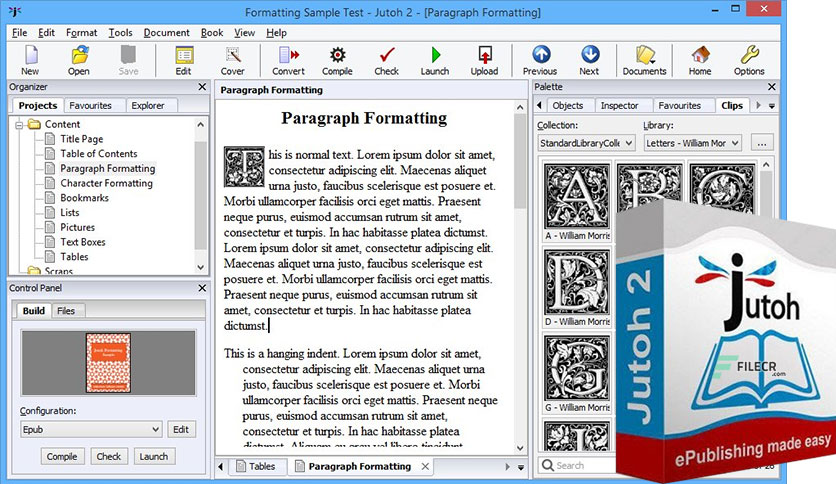 Formatting Sample Test - Jutoh 2 - [Paragraph Formatting]
File Edit Format Tools Document Book View Help
New Open Save Edit Cover Convert Compile Check Launch Upload Previous Next Documents Home Options
Organizer
Projects Favourites Explorer
Content
Title Page
Table of Contents
Paragraph Formatting
Character Formatting
Bookmarks
Lists
Pictures
Text Boxes
Tables
Scraps
Control Panel
Build Files
Configuration:
Epub Edit
Compile Check Launch
Paragraph Formatting
Paragraph Formatting
This is normal text. Lorem ipsum dolor sit amet,
consectetur adipiscing elit. Maecenas aliquet
urna justo, faucibus scelerisque est posuere et.
Morbi ullamcorper facilisis orci eget mattis. Praesent
neque purus, euismod accumsan rutrum sit amet,
consectetur et turpis. In hac habitasse platea dictumst.
Lorem ipsum dolor sit amet, consectetur adipiscing elit.
Maecenas aliquet urna justo, faucibus scelerisque est
posuere et. Morbi ullamcorper facilisis orci eget mattis.
Praesent neque purus, euismod accumsan rutrum sit
amet, consectetur et turpis. In hac habitasse platea
dictumst.
This is a hanging indent. Lorem ipsum dolor sit amet,
consectetur adipiscing elit. Maecenas aliquet urna
justo, faucibus scelerisque est posuere et. Morbi
ullamcorper facilisis orci eget mattis. Praesent
neque purus, euismod accumsan rutrum sit amet,
consectetur et turpis. In hac habitasse platea
Tables Paragraph Formatting
Palette
Objects Inspector Favourites Clips
Collection: Library:
StandardLibraryColle Letters - William Mor ...
A B C
A - William Morris
D
D - William Morris
G
G - William Morris
Search
Jutoh 2
jutoh
FILECR
.com
ePublishing made easy